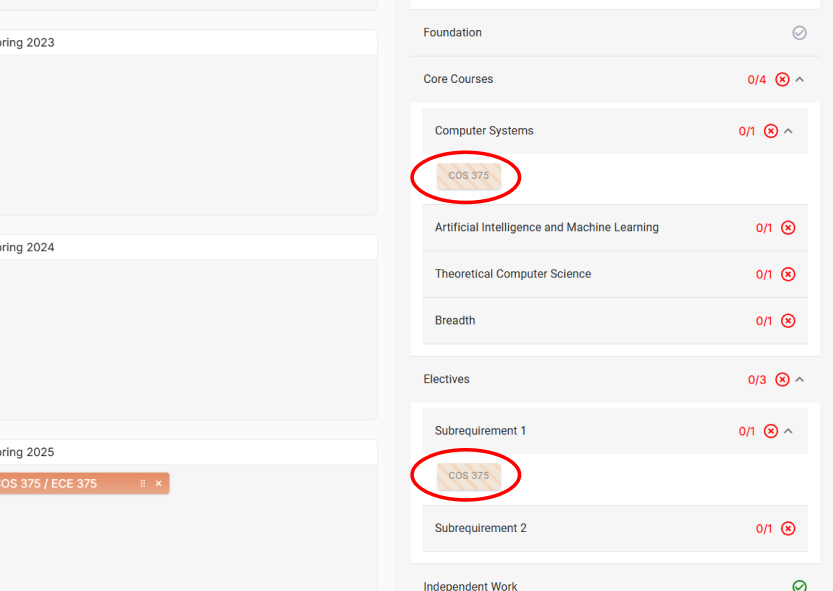 pring 2023
pring 2024
pring 2025
COS 375 / ECE 375
Foundation
Core Courses 0/4
Computer Systems 0/1
COS 375
Artificial Intelligence and Machine Learning 0/1
Theoretical Computer Science 0/1
Breadth 0/1
Electives 0/3
Subrequirement 1 0/1
COS 375
Subrequirement 2 0/1
Independent Work